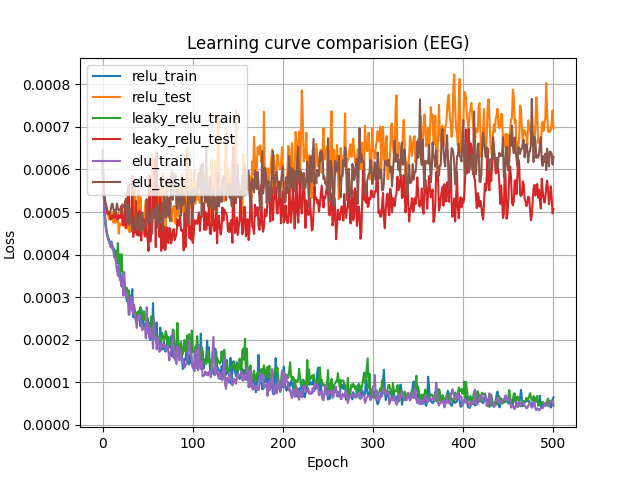 Learning curve comparision (EEG)
relu_train
relu_test
leaky_relu_train
leaky_relu_test
elu_train
elu_test
0.0008
0.0007
0.0006
0.0005
0.0004
0.0003
0.0002
0.0001
0.0000
Loss
0 100 200 300 400 500
Epoch